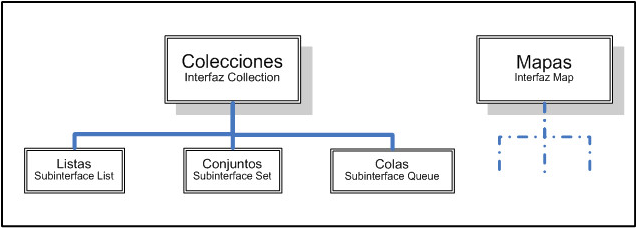 Colecciones
Interfaz Collection
Mapas
Interfaz Map
Listas
Subinterface List
Conjuntos
Subinterface Set
Colas
Subinterface Queue